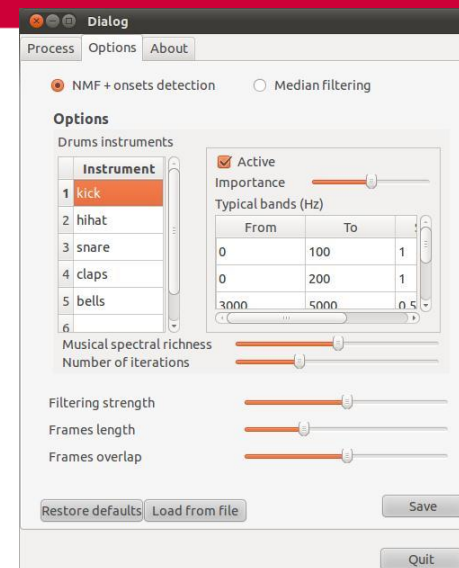 Dialog
Process Options About
NMF + onsets detection Median filtering
Options
Drums instruments
Instrument
1 kick
2 hihat
3 snare
4 claps
5 bells
6
Active
Importance
Typical bands (Hz)
From To
0 100 1
0 200 1
3000 5000 0.5
Musical spectral richness
Number of iterations
Filtering strength
Frames length
Frames overlap
Restore defaults Load from file Save
Quit